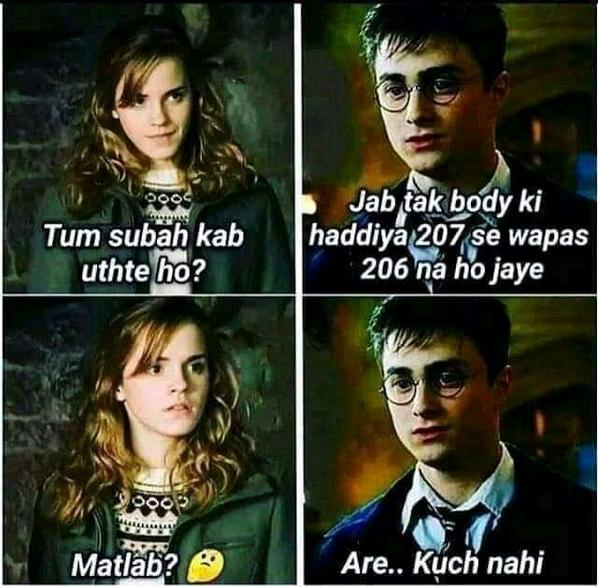 Tum subah kab
uthte ho?
Jab tak body ki
haddiya 207 se wapas
206 na ho jaye
Matlab? 🤔
Are.. Kuch nahi